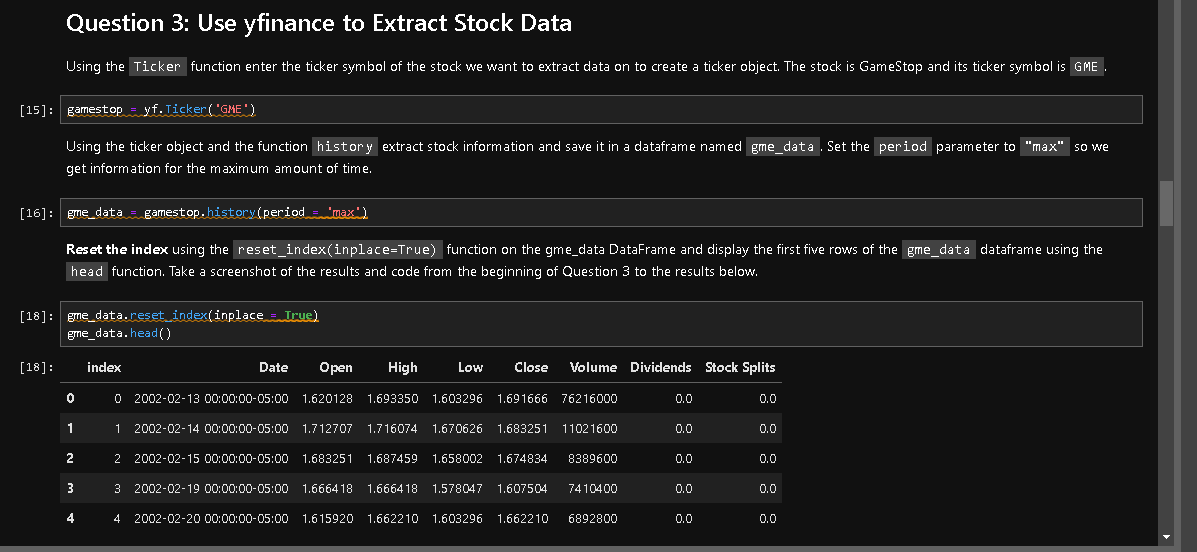 Question 3: Use yfinance to Extract Stock Data
Using the Ticker function enter the ticker symbol of the stock we want to extract data on to create a ticker object. The stock is GameStop and its ticker symbol is GME .
[15]: gamestop = yf.Ticker('GME')
Using the ticker object and the function history extract stock information and save it in a dataframe named gme_data . Set the period parameter to "max" so we
get information for the maximum amount of time.
[16]: gme_data = gamestop.history(period = 'max')
Reset the index using the reset_index(inplace=True) function on the gme_data DataFrame and display the first five rows of the gme_data dataframe using the
head function. Take a screenshot of the results and code from the beginning of Question 3 to the results below.
[18]: gme_data.reset_index(inplace = True)
gme_data.head()
[18]: index Date Open High Low Close Volume Dividends Stock Splits
0 0 2002-02-13 00:00:00-05:00 1.620128 1.693350 1.603296 1.691666 76216000 0.0 0.0
1 1 2002-02-14 00:00:00-05:00 1.712707 1.716074 1.670626 1.683251 11021600 0.0 0.0
2 2 2002-02-15 00:00:00-05:00 1.683251 1.687459 1.658002 1.674834 8389600 0.0 0.0
3 3 2002-02-19 00:00:00-05:00 1.666418 1.666418 1.578047 1.607504 7410400 0.0 0.0
4 4 2002-02-20 00:00:00-05:00 1.615920 1.662210 1.603296 1.662210 6892800 0.0 0.0